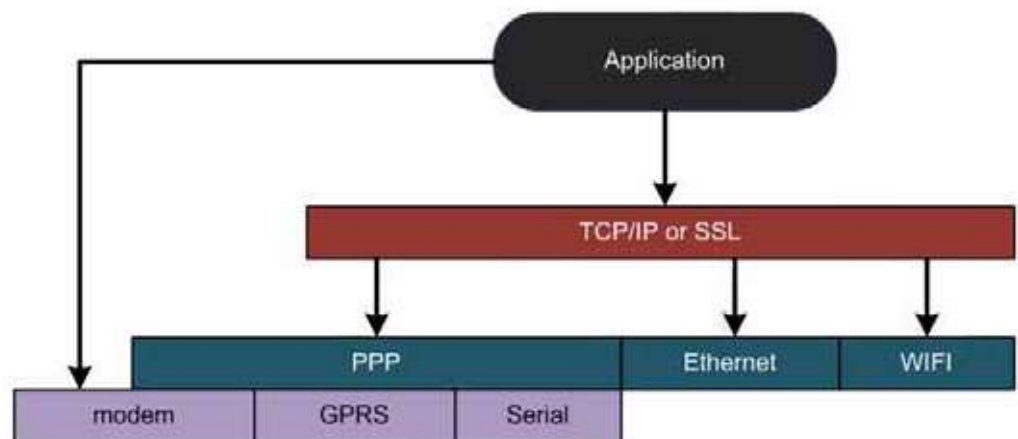 Application
TCP/IP or SSL
PPP Ethernet WIFI
modem GPRS Serial